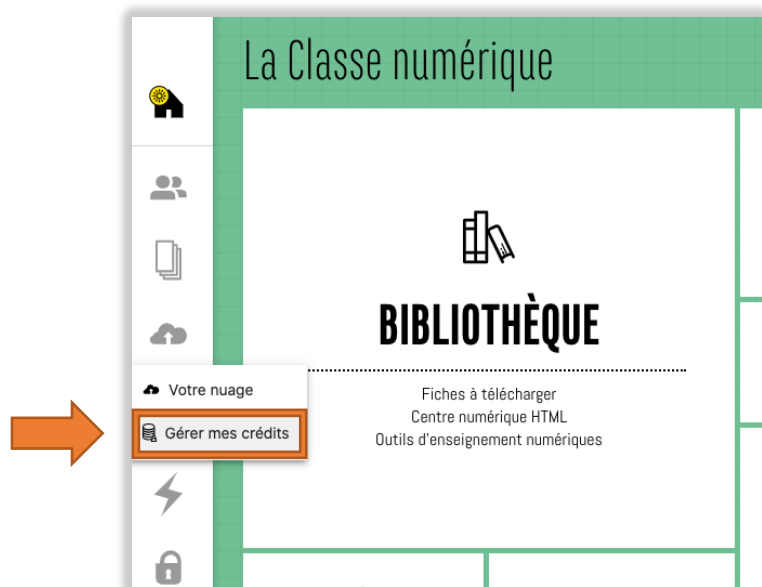 La Classe numérique
BIBLIOTHÈQUE
Votre nuage
Gérer mes crédits
Fiches à télécharger
Centre numérique HTML
Outils d'enseignement numériques